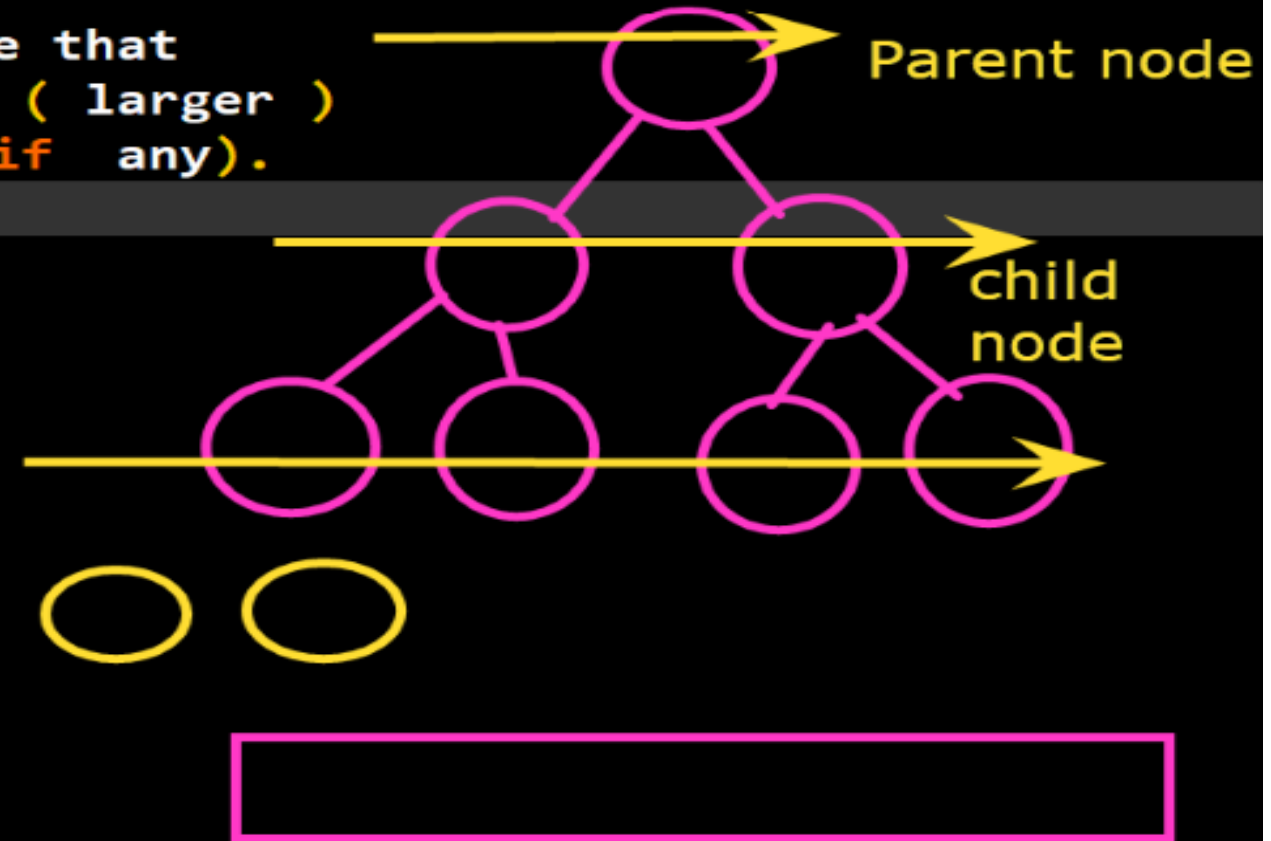 e that
( larger )
if any).
Parent node
child
node